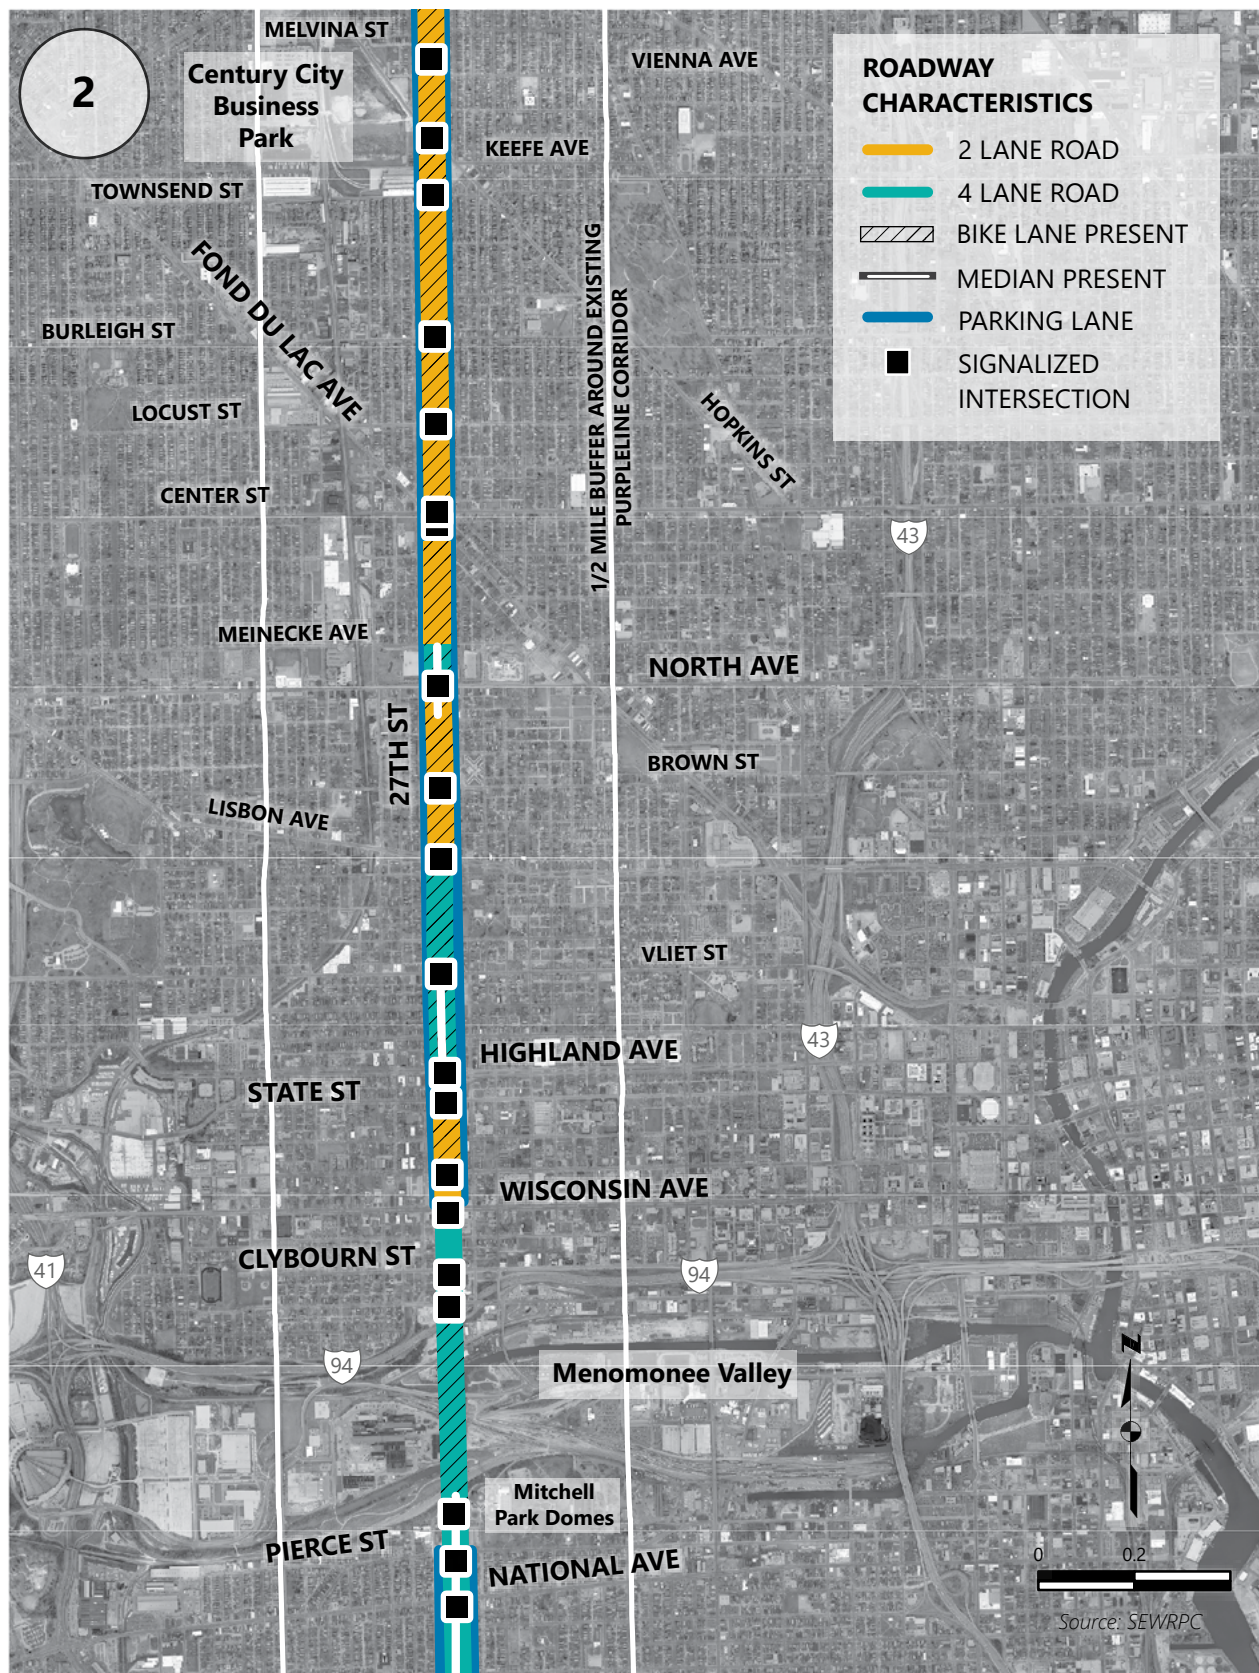 2
MELVINA ST
Century City
Business
Park
VIENNA AVE
KEEFE AVE
TOWNSEND ST
FOND DU LAC AVE
BURLEIGH ST
LOCUST ST
CENTER ST
1/2 MILE BUFFER AROUND EXISTING
PURPLELINE CORRIDOR
HOPKINS ST
ROADWAY
CHARACTERISTICS
2 LANE ROAD
4 LANE ROAD
BIKE LANE PRESENT
MEDIAN PRESENT
PARKING LANE
SIGNALIZED
INTERSECTION
43
MEINECKE AVE
NORTH AVE
27TH ST
BROWN ST
LISBON AVE
VLIET ST
43
HIGHLAND AVE
STATE ST
WISCONSIN AVE
CLYBOURN ST
41
94
94
Menomonee Valley
Mitchell
Park Domes
PIERCE ST
NATIONAL AVE
N
0 0.2
Source: SEWRPC